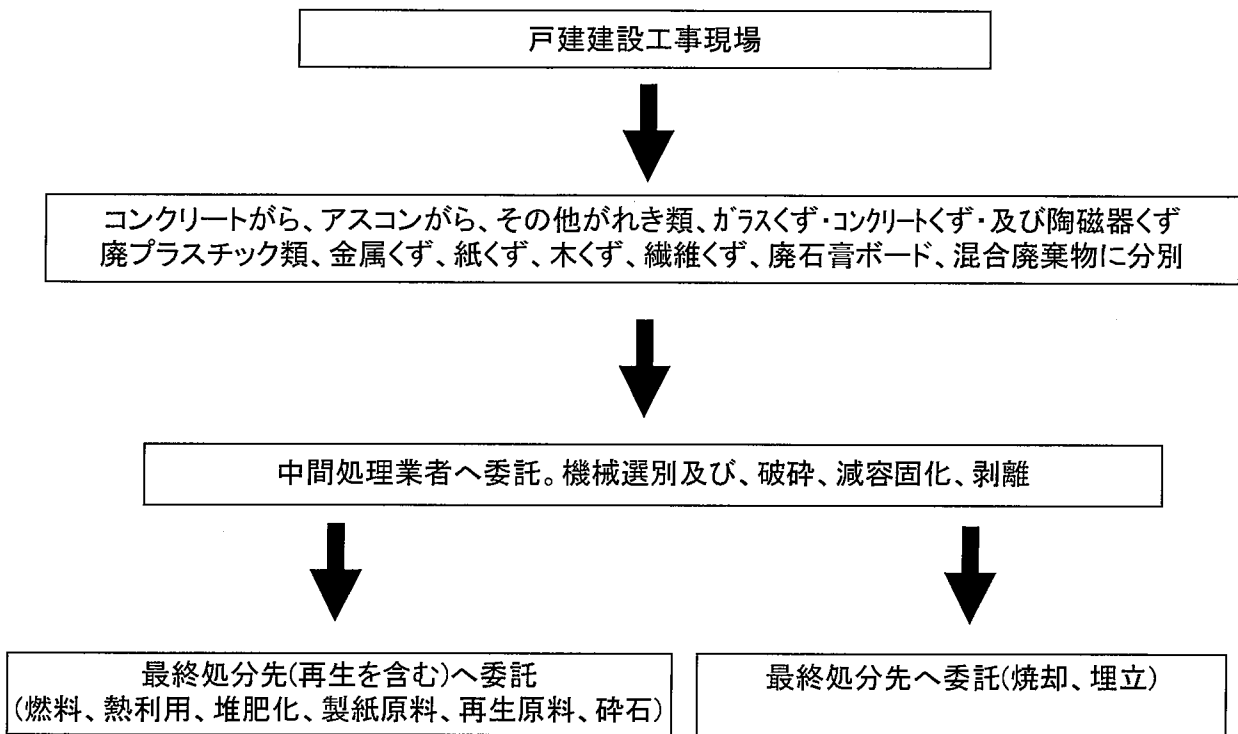 戸建建設工事現場
コンクリートがら、アスコンがら、その他がれき類、ｶﾞﾗｽくず・ｺﾝｸﾘｰﾄくず・及び陶磁器くず
廃プラスチック類、金属くず、紙くず、木くず、繊維くず、廃石膏ボード、混合廃棄物に分別
中間処理業者へ委託。機械選別及び、破砕、減容固化、剥離
最終処分先(再生を含む)へ委託
(燃料、熱利用、堆肥化、製紙原料、再生原料、砕石)
最終処分先へ委託(焼却、埋立)